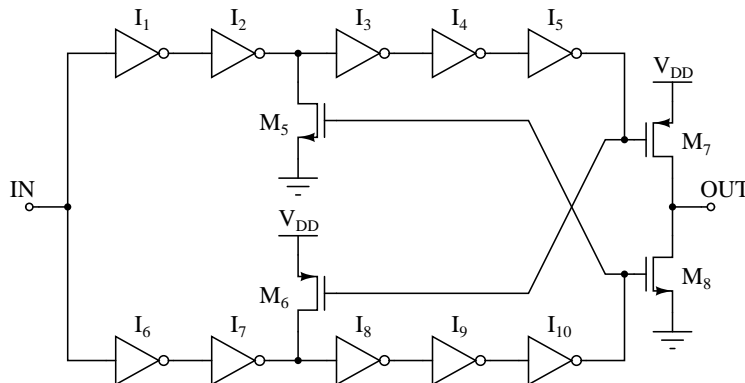 I1 I2 I3 I4 I5
VDD
M5
M7
IN
OUT
VDD
M6
M8
I6 I7 I8 I9 I10